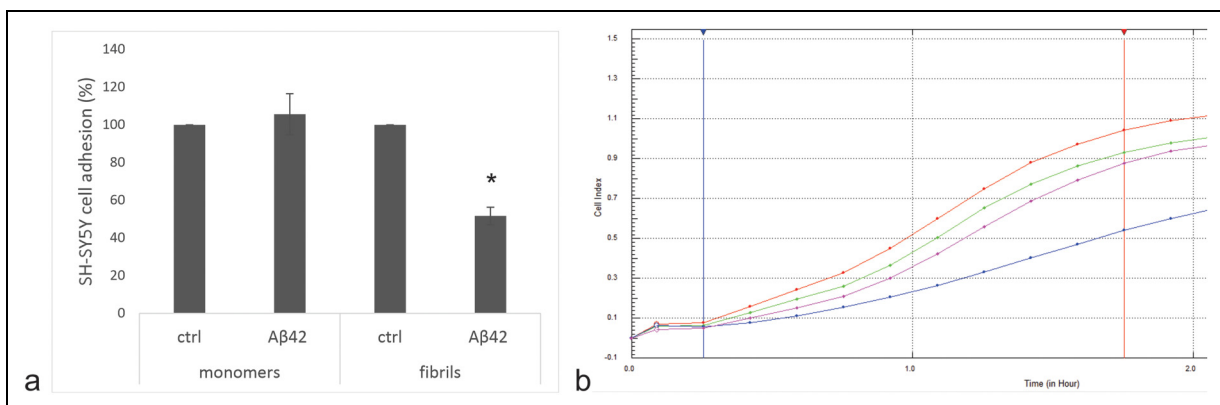 140
120
100
80
60
40
20
0
SH-SY5Y cell adhesion (%)
*
ctrl Aβ42 ctrl Aβ42
monomers fibrils
a
1.5
1.3
1.1
0.9
0.7
0.5
0.3
0.1
-0.1
Cell Index
0.0 1.0 2.0
Time (in Hour)
b